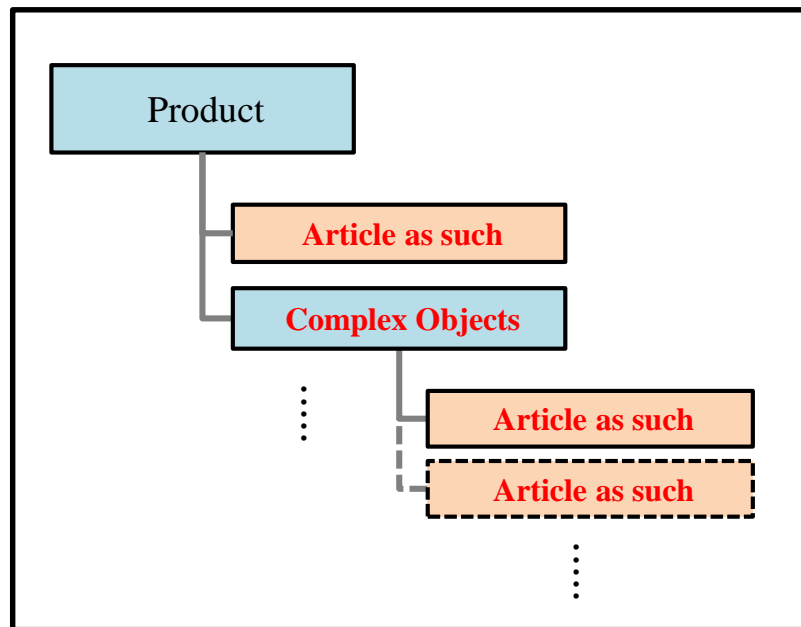 Product
Article as such
Complex Objects
Article as such
Article as such